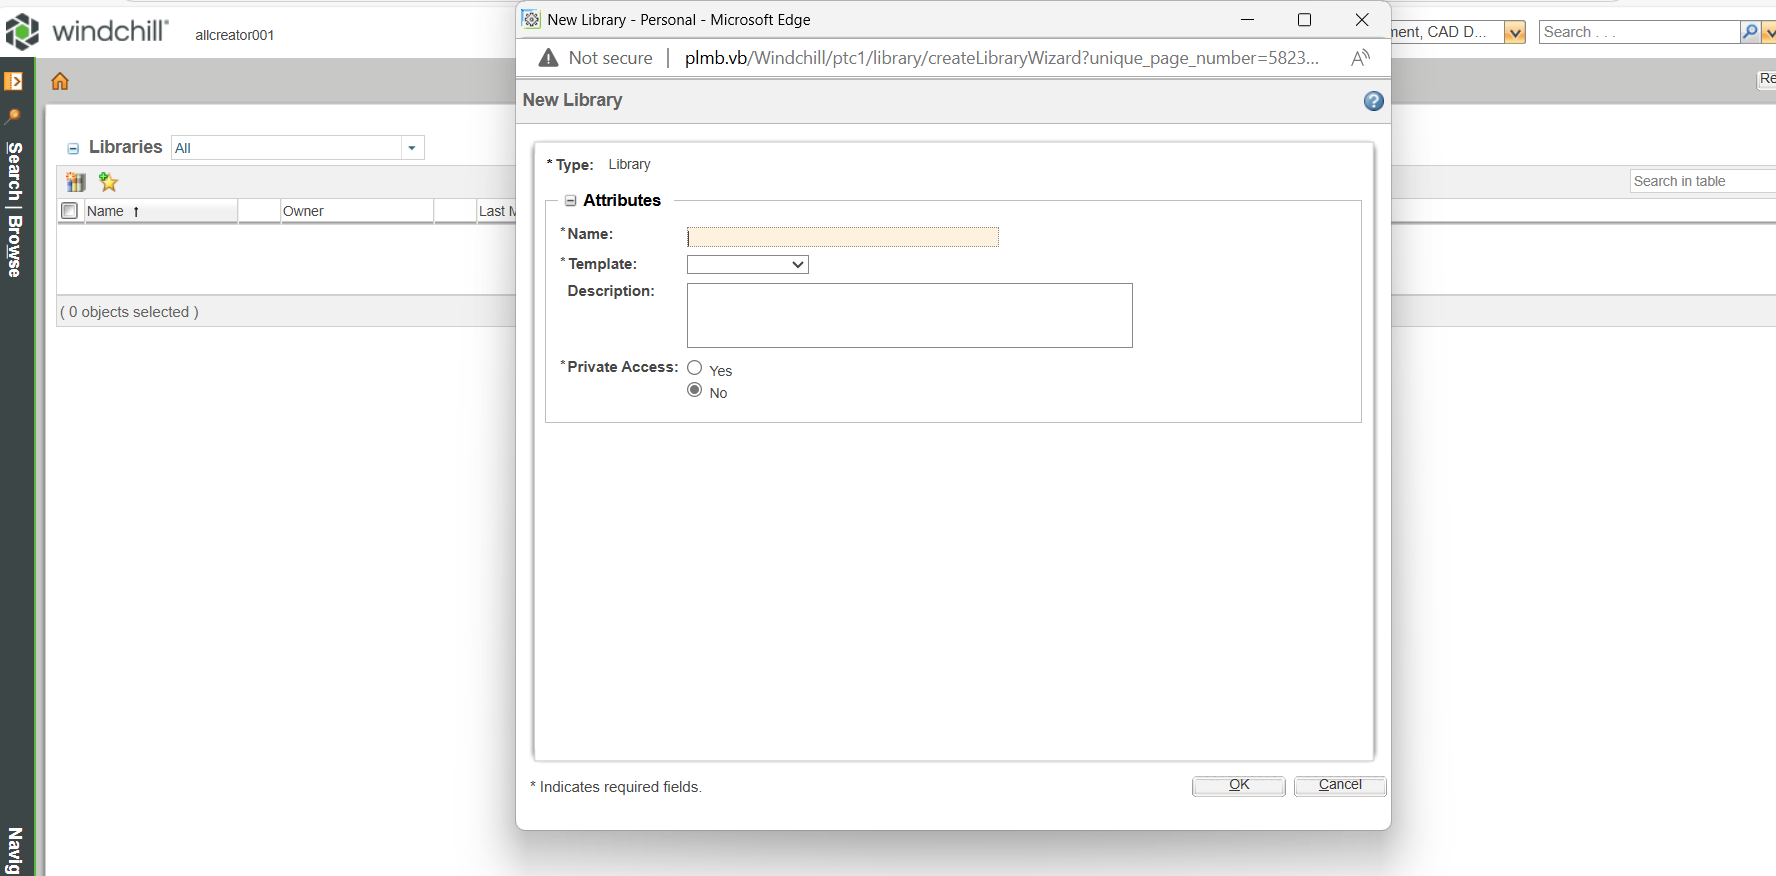 New Library - Personal - Microsoft Edge
windchill® allcreator001
ment, CAD D...
Search . . .
Not secure | plmb.vb/Windchill/ptc1/library/createLibraryWizard?unique_page_number=5823...
New Library
Re
Search | Browse
Libraries All
* Type: Library
Search in table
Attributes
Name ↑ Owner Last M
*Name:
*Template:
Description:
( 0 objects selected )
*Private Access: Yes
No
* Indicates required fields.
OK Cancel
Navig